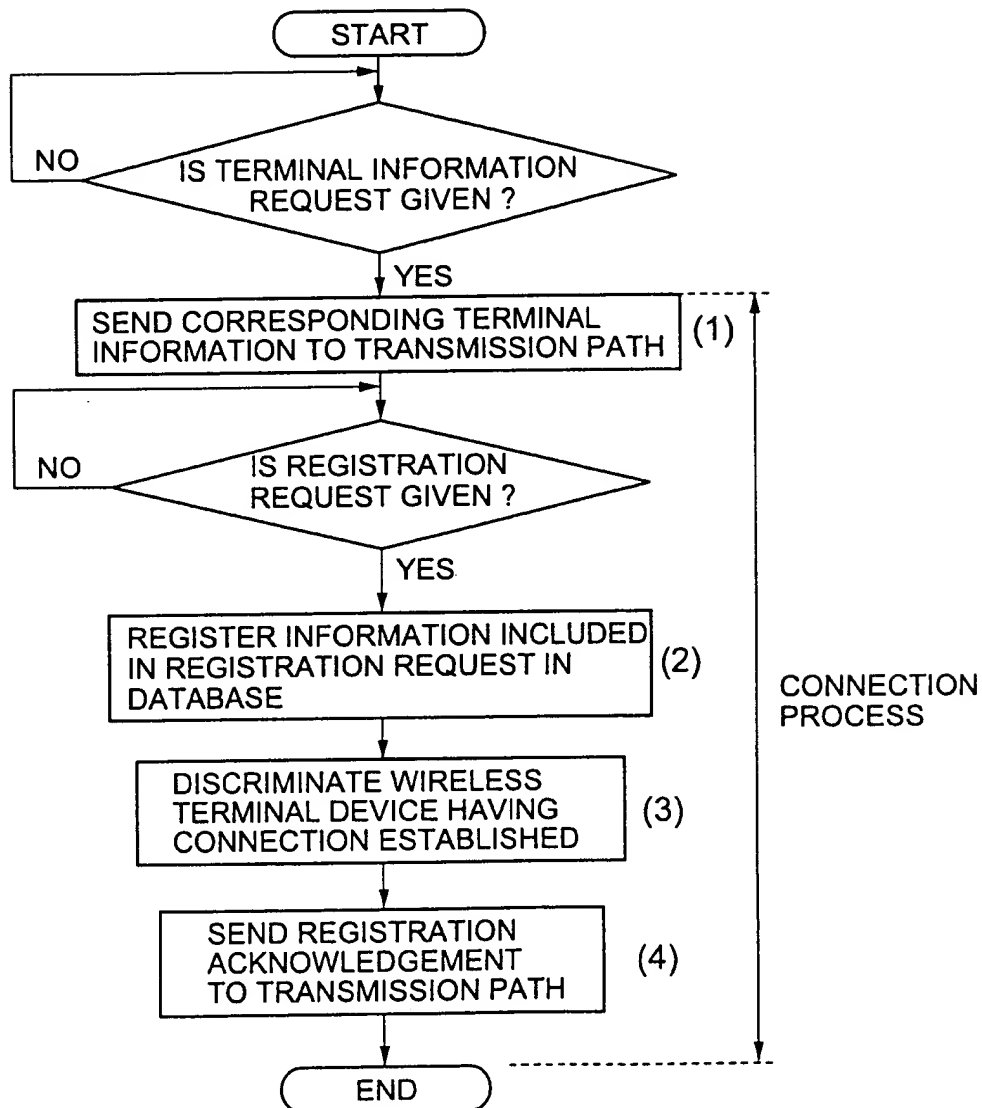 START
NO
IS TERMINAL INFORMATION
REQUEST GIVEN ?
YES
SEND CORRESPONDING TERMINAL
INFORMATION TO TRANSMISSION PATH
(1)
NO
IS REGISTRATION
REQUEST GIVEN ?
YES
REGISTER INFORMATION INCLUDED
IN REGISTRATION REQUEST IN
DATABASE
(2)
CONNECTION
PROCESS
DISCRIMINATE WIRELESS
TERMINAL DEVICE HAVING
CONNECTION ESTABLISHED
(3)
SEND REGISTRATION
ACKNOWLEDGEMENT
TO TRANSMISSION PATH
(4)
END